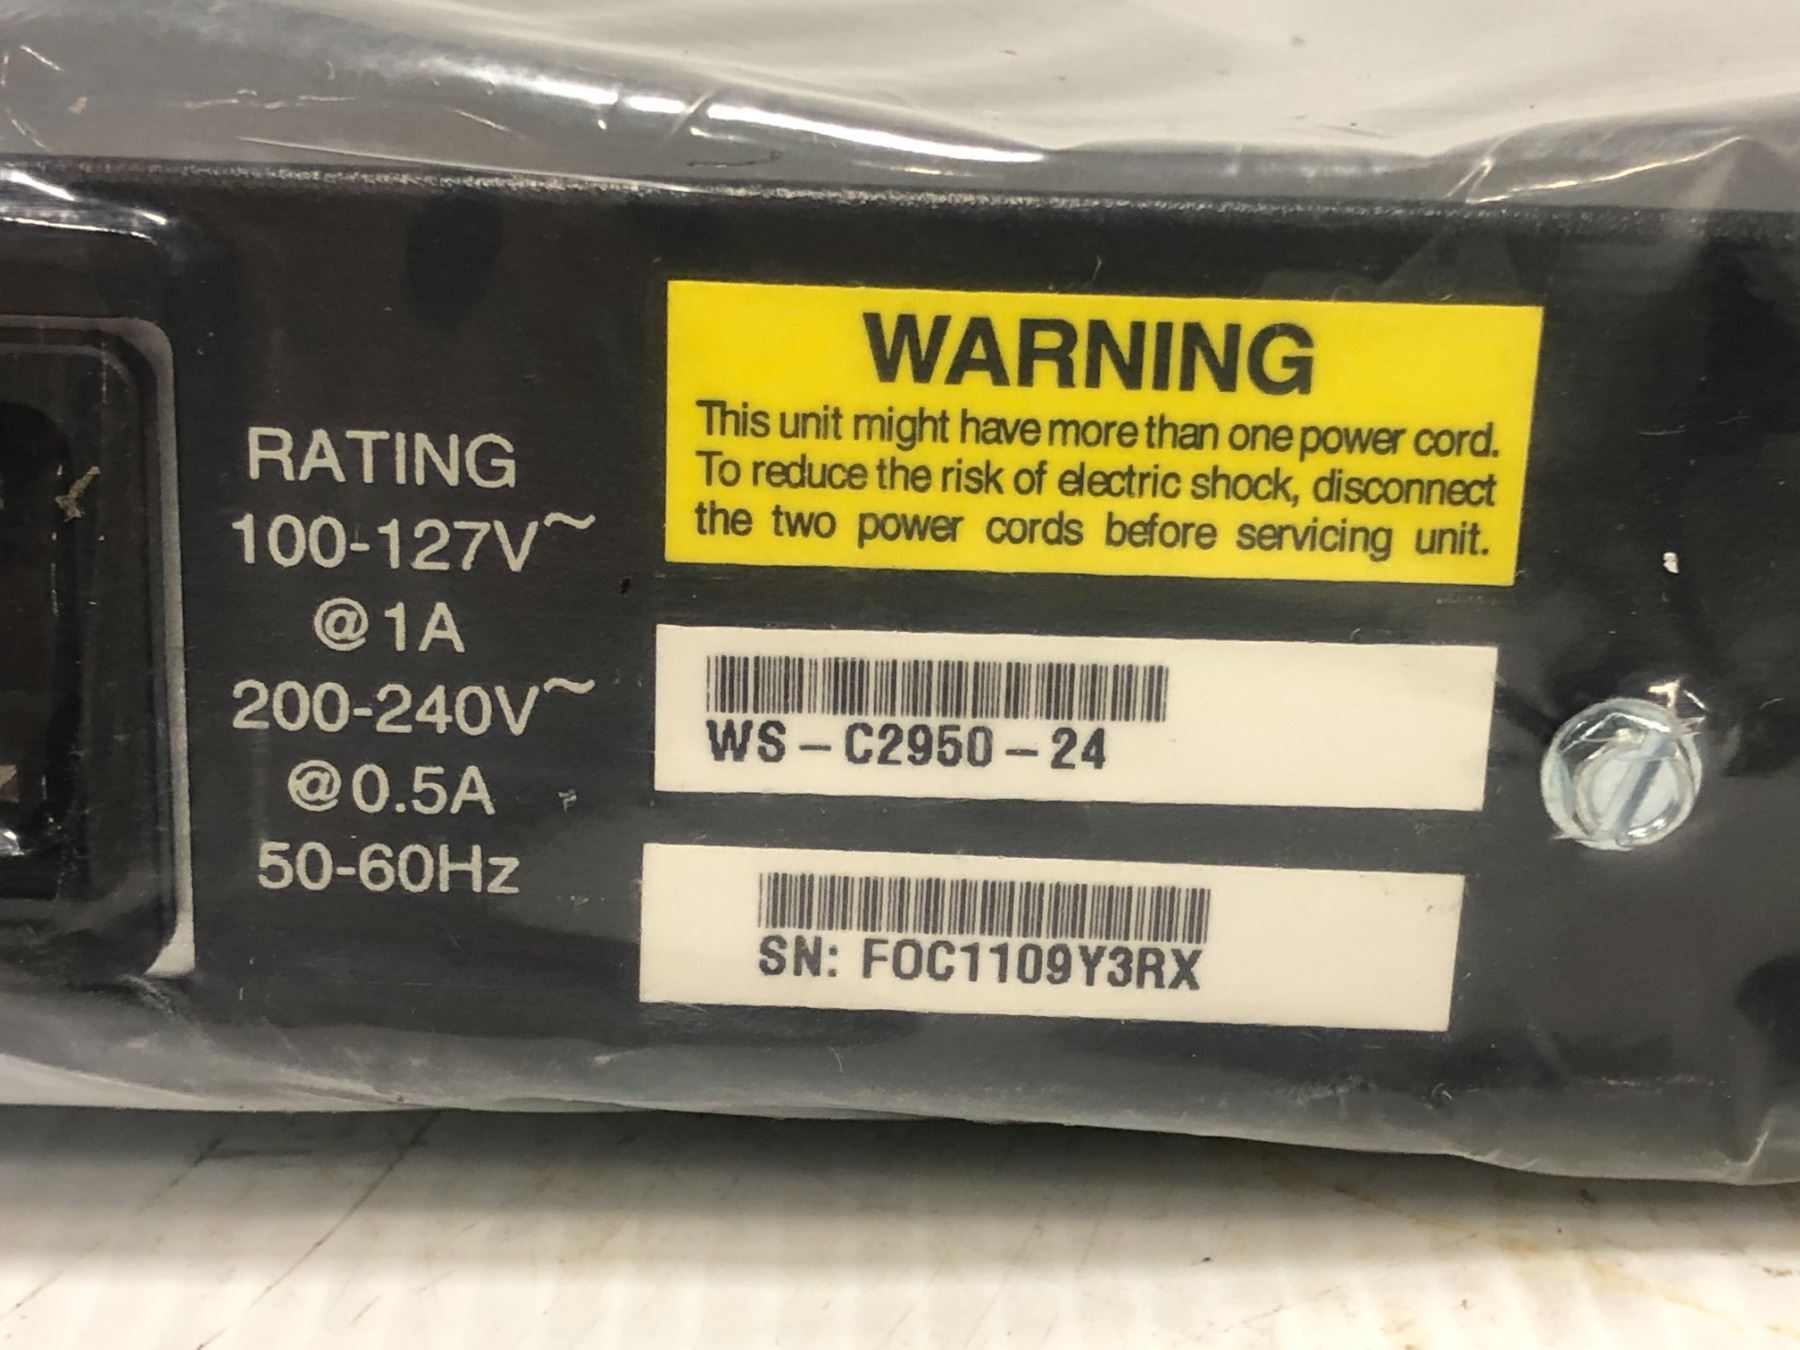 RATING
100-127V~
@1A
200-240V~
@0.5A
50-60Hz
WARNING
This unit might have more than one power cord.
To reduce the risk of electric shock, disconnect
the two power cords before servicing unit.
WS-C2950-24
SN: FOC1109Y3RX